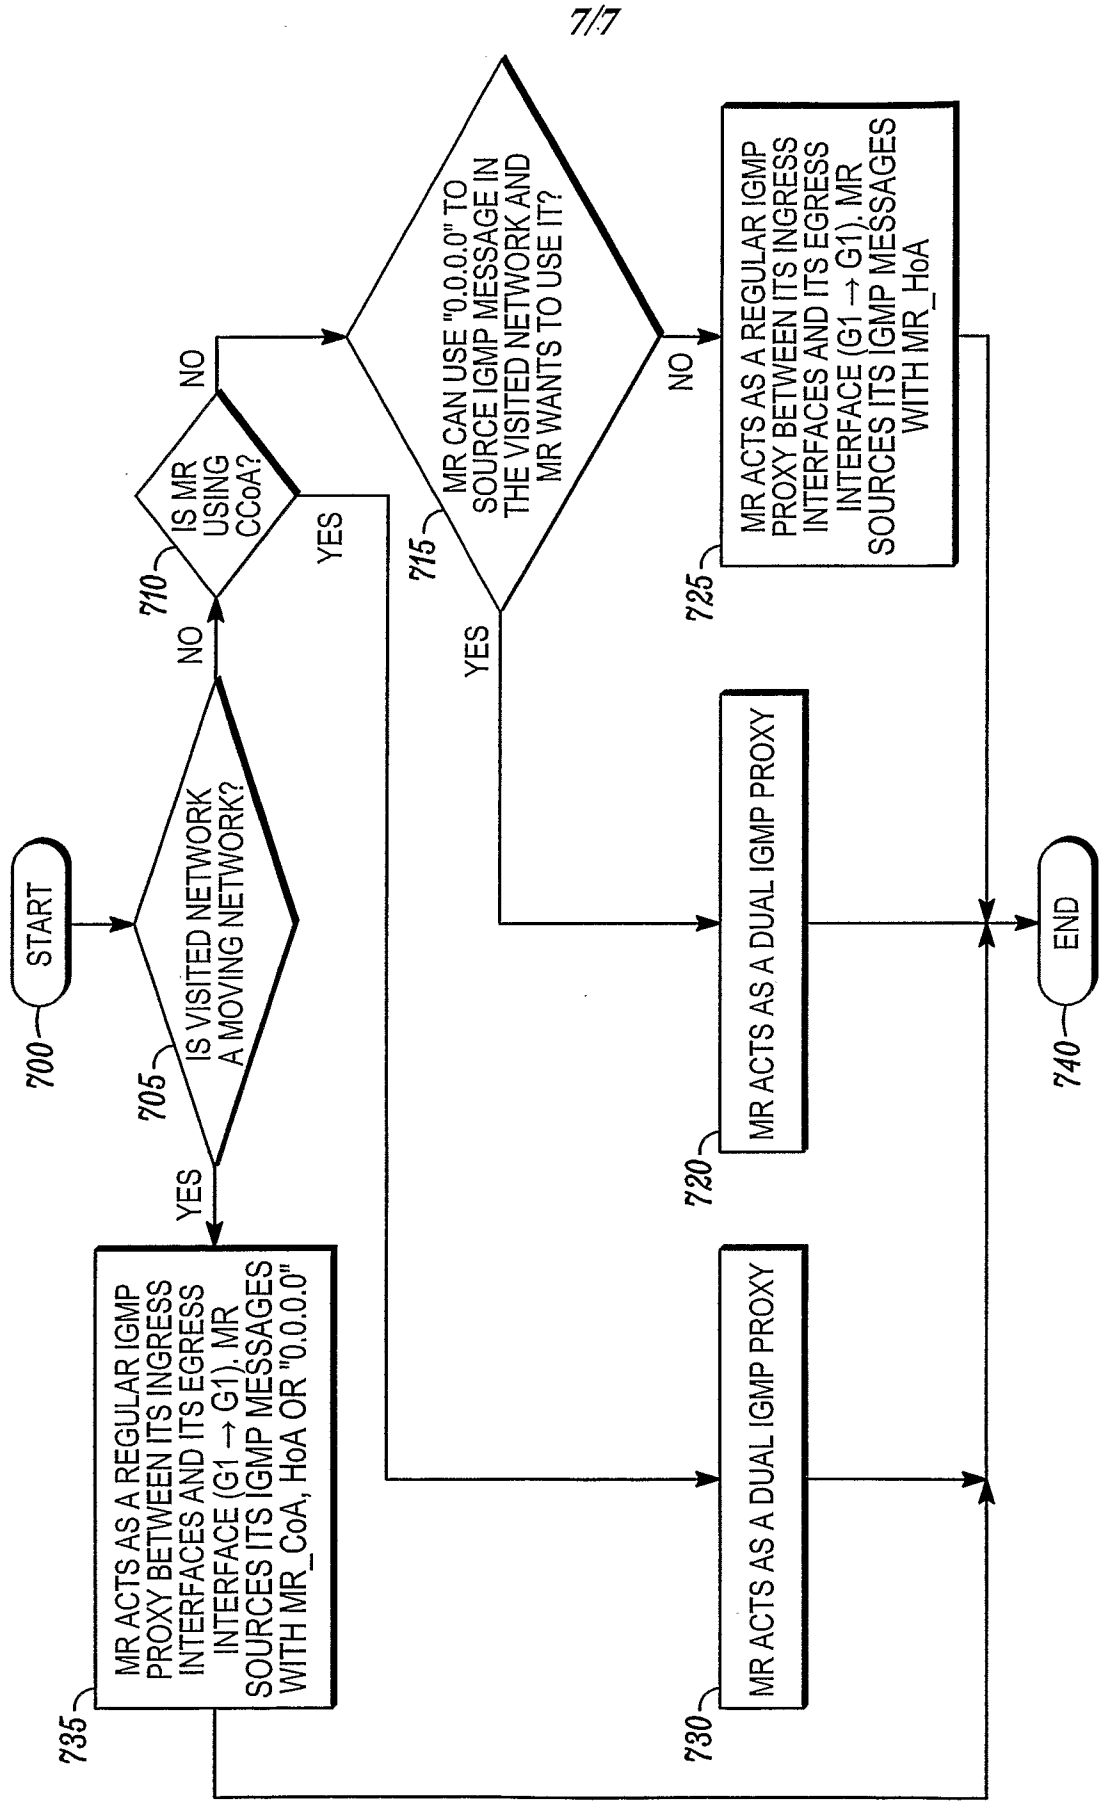 7/7
START
700
IS VISITED NETWORK
A MOVING NETWORK?
705
YES
NO
IS MR
USING
CCoA?
710
NO
YES
MR CAN USE "0.0.0.0" TO
SOURCE IGMP MESSAGE IN
THE VISITED NETWORK AND
MR WANTS TO USE IT?
715
YES
NO
MR ACTS AS A REGULAR IGMP
PROXY BETWEEN ITS INGRESS
INTERFACES AND ITS EGRESS
INTERFACE (G1 → G1). MR
SOURCES ITS IGMP MESSAGES
WITH MR_CoA, HoA OR "0.0.0.0"
735
MR ACTS AS A DUAL IGMP PROXY
730
MR ACTS AS A DUAL IGMP PROXY
720
MR ACTS AS A REGULAR IGMP
PROXY BETWEEN ITS INGRESS
INTERFACES AND ITS EGRESS
INTERFACE (G1 → G1). MR
SOURCES ITS IGMP MESSAGES
WITH MR_HoA
725
END
740